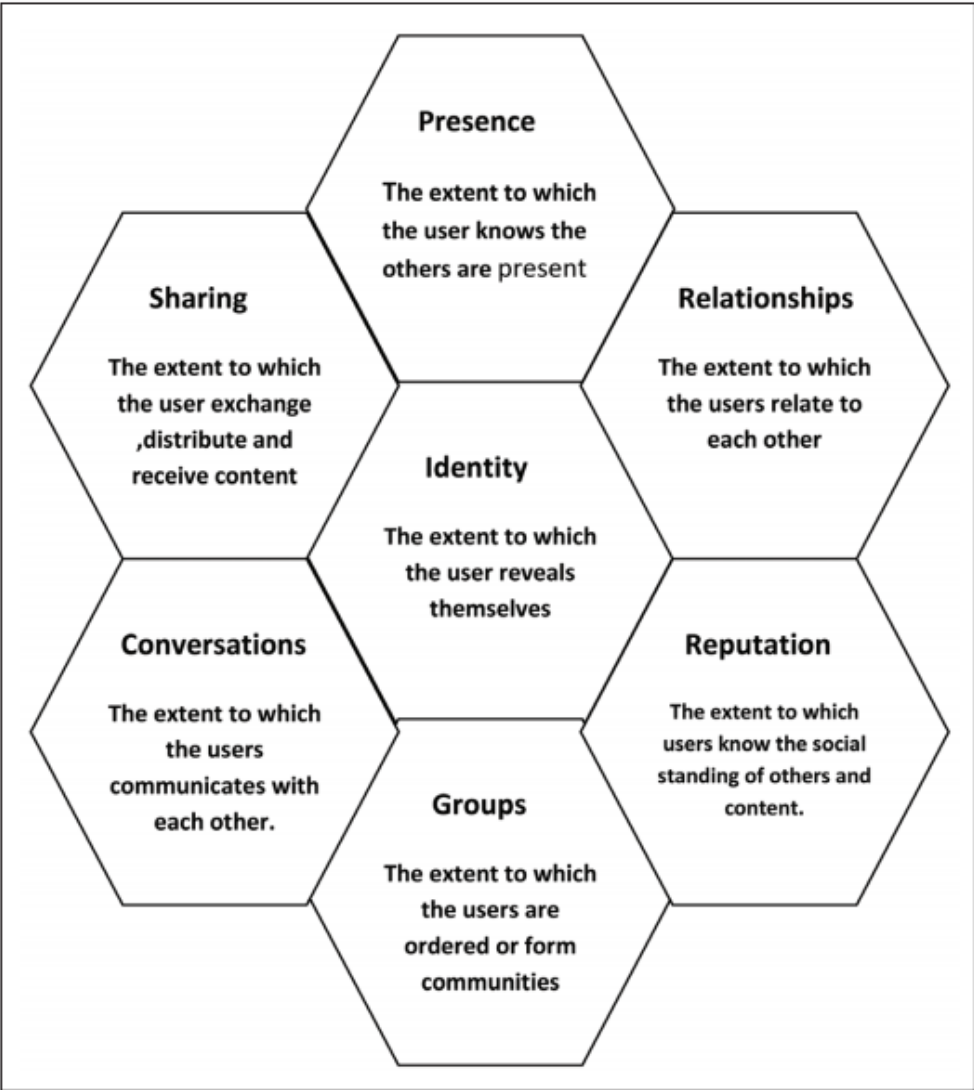 Presence
The extent to which
the user knows the
others are present
Sharing
The extent to which
the user exchange
,distribute and
receive content
Relationships
The extent to which
the users relate to
each other
Identity
The extent to which
the user reveals
themselves
Conversations
The extent to which
the users
communicates with
each other.
Reputation
The extent to which
users know the social
standing of others and
content.
Groups
The extent to which
the users are
ordered or form
communities